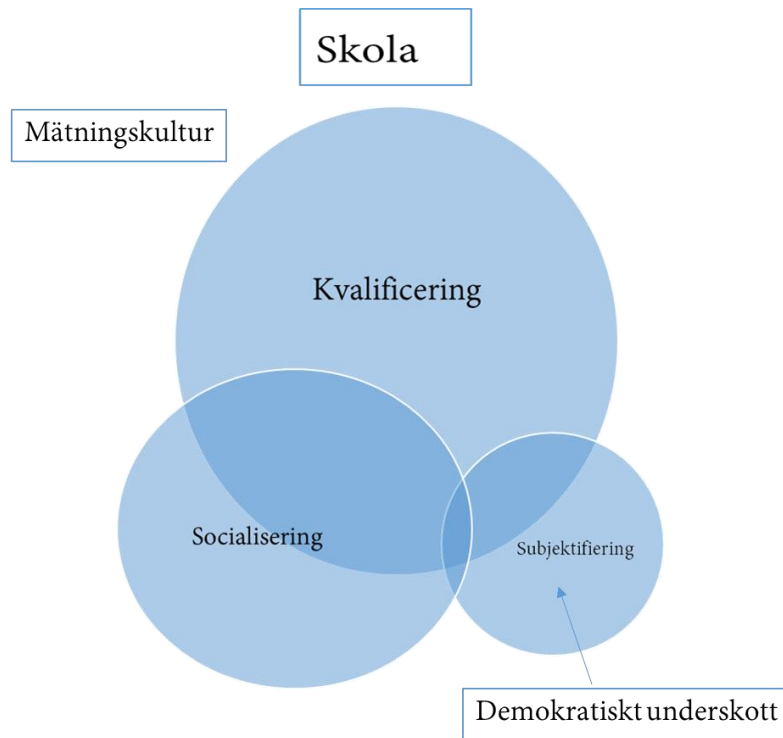 Skola
Mätningskultur
Kvalificering
Socialisering
Subjektifiering
Demokratiskt underskott